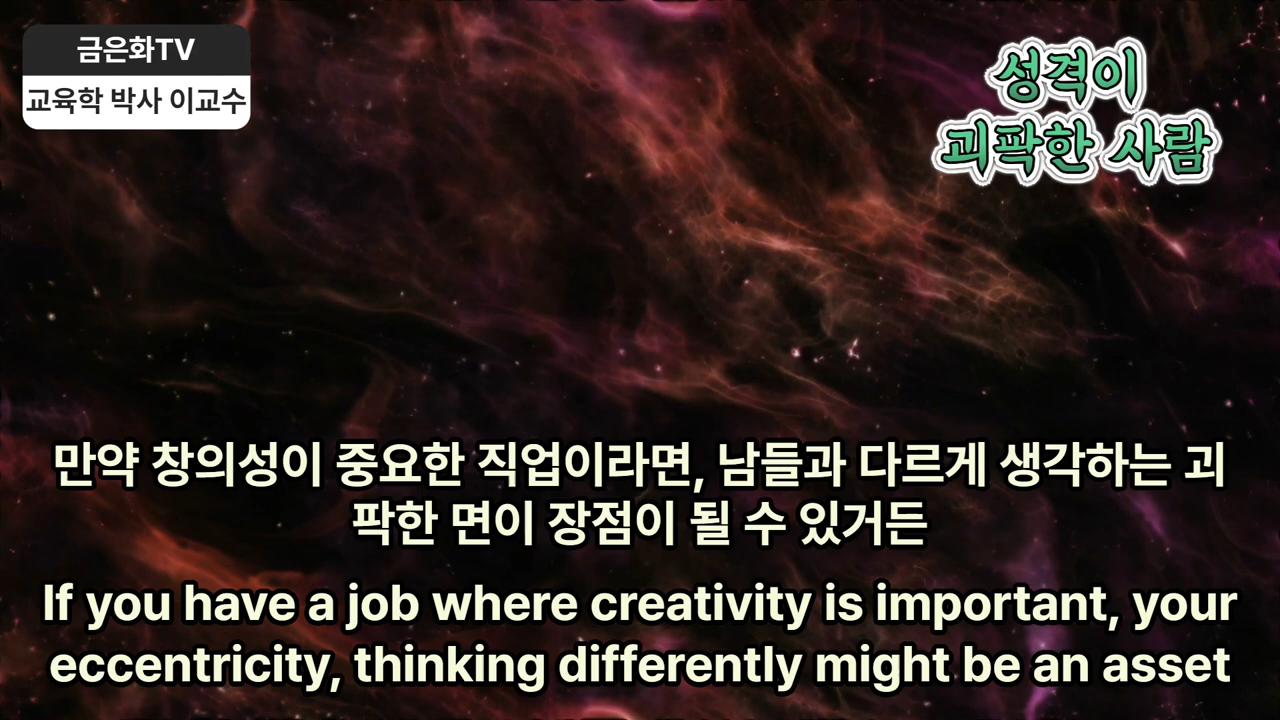 금은화TV
교육학 박사 이교수
성격이
괴팍한 사람
만약 창의성이 중요한 직업이라면, 남들과 다르게 생각하는 괴
팍한 면이 장점이 될 수 있거든
If you have a job where creativity is important, your
eccentricity, thinking differently might be an asset